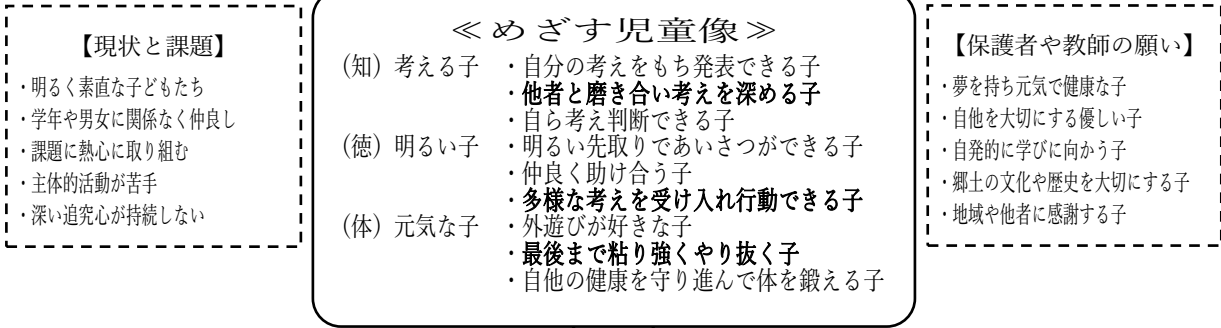 【現状と課題】
・明るく素直な子どもたち
・学年や男女に関係なく仲良し
・課題に熱心に取り組む
・主体的活動が苦手
・深い追究心が持続しない
≪めざす児童像≫
(知) 考える子 ・自分の考えをもち発表できる子
・他者と磨き合い考えを深める子
・自ら考え判断できる子
(徳) 明るい子 ・明るい先取りであいさつができる子
・仲良く助け合う子
・多様な考えを受け入れ行動できる子
(体) 元気な子 ・外遊びが好きな子
・最後まで粘り強くやり抜く子
・自他の健康を守り進んで体を鍛える子
【保護者や教師の願い】
・夢を持ち元気で健康な子
・自他を大切にする優しい子
・自発的に学びに向かう子
・郷土の文化や歴史を大切にする子
・地域や他者に感謝する子